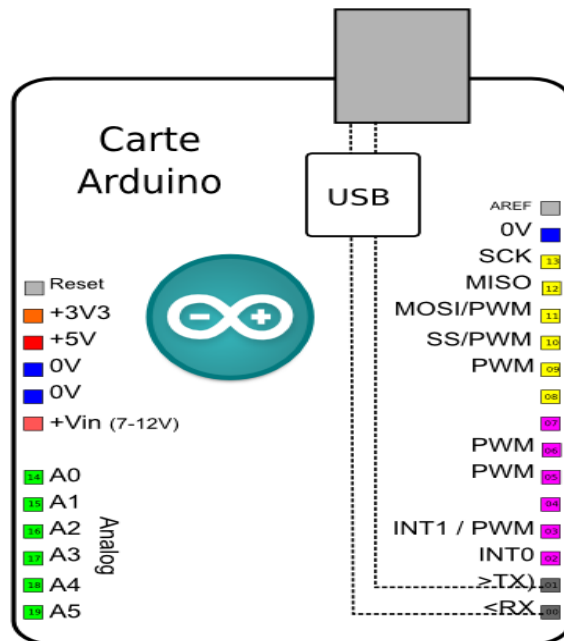 Carte
Arduino
USB
AREF
0V
SCK 13
MISO 12
MOSI/PWM 11
SS/PWM 10
PWM 09
08
07
PWM 06
PWM 05
04
INT1 / PWM 03
INT0 02
>TX) 01
<RX 00
Reset
+3V3
+5V
0V
0V
+Vin (7-12V)
14 A0
15 A1
16 A2
17 A3
18 A4
19 A5
Analog